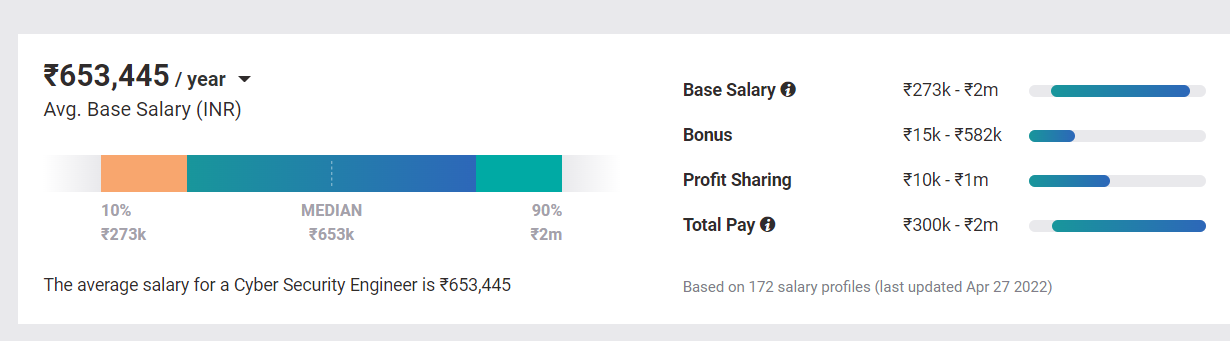 ₹653,445 / year
Avg. Base Salary (INR)
10% MEDIAN 90%
₹273k ₹653k ₹2m
The average salary for a Cyber Security Engineer is ₹653,445
Base Salary ₹273k - ₹2m
Bonus ₹15k - ₹582k
Profit Sharing ₹10k - ₹1m
Total Pay ₹300k - ₹2m
Based on 172 salary profiles (last updated Apr 27 2022)